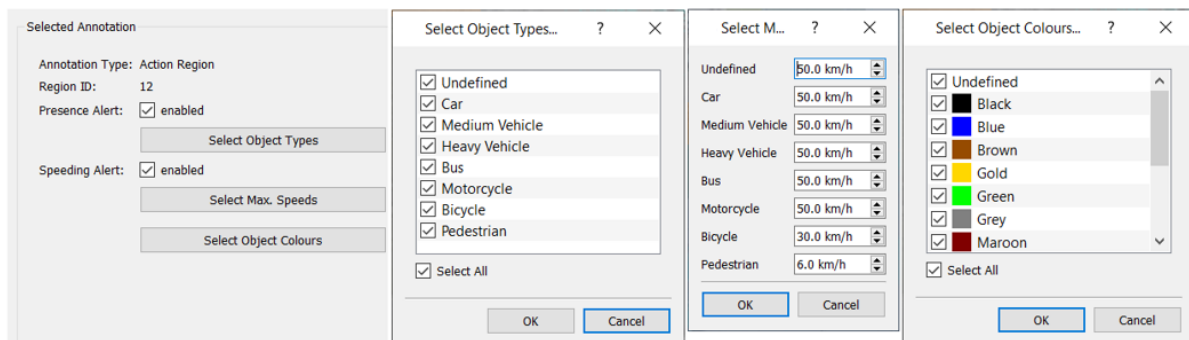 Selected Annotation
Annotation Type: Action Region
Region ID: 12
Presence Alert: enabled
Select Object Types
Speeding Alert: enabled
Select Max. Speeds
Select Object Colours
Select Object Types...
Undefined
Car
Medium Vehicle
Heavy Vehicle
Bus
Motorcycle
Bicycle
Pedestrian
Select All
OK Cancel
Select M...
Undefined 50.0 km/h
Car 50.0 km/h
Medium Vehicle 50.0 km/h
Heavy Vehicle 50.0 km/h
Bus 50.0 km/h
Motorcycle 50.0 km/h
Bicycle 30.0 km/h
Pedestrian 6.0 km/h
OK Cancel
Select Object Colours...
Undefined
Black
Blue
Brown
Gold
Green
Grey
Maroon
Select All
OK Cancel